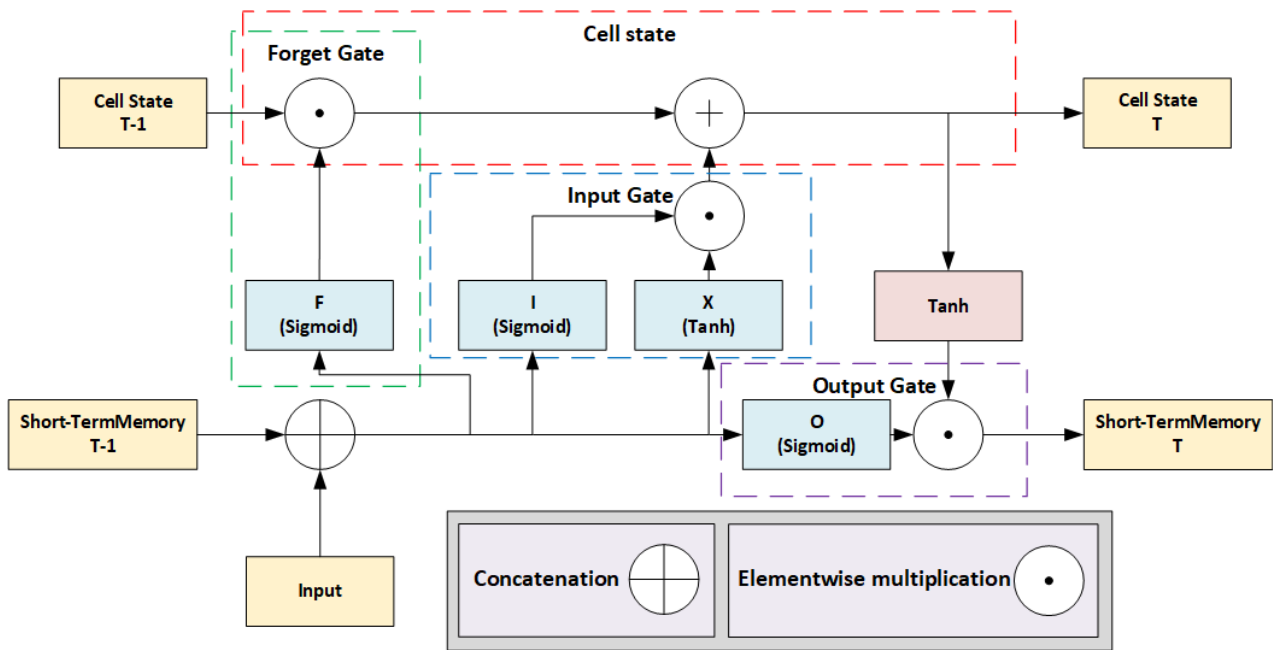 Cell state
Forget Gate
Cell State
T-1
Cell State
T
Input Gate
F
(Sigmoid)
I
(Sigmoid)
X
(Tanh)
Tanh
Output Gate
Short-TermMemory
T-1
O
(Sigmoid)
Short-TermMemory
T
Input
Concatenation
Elementwise multiplication